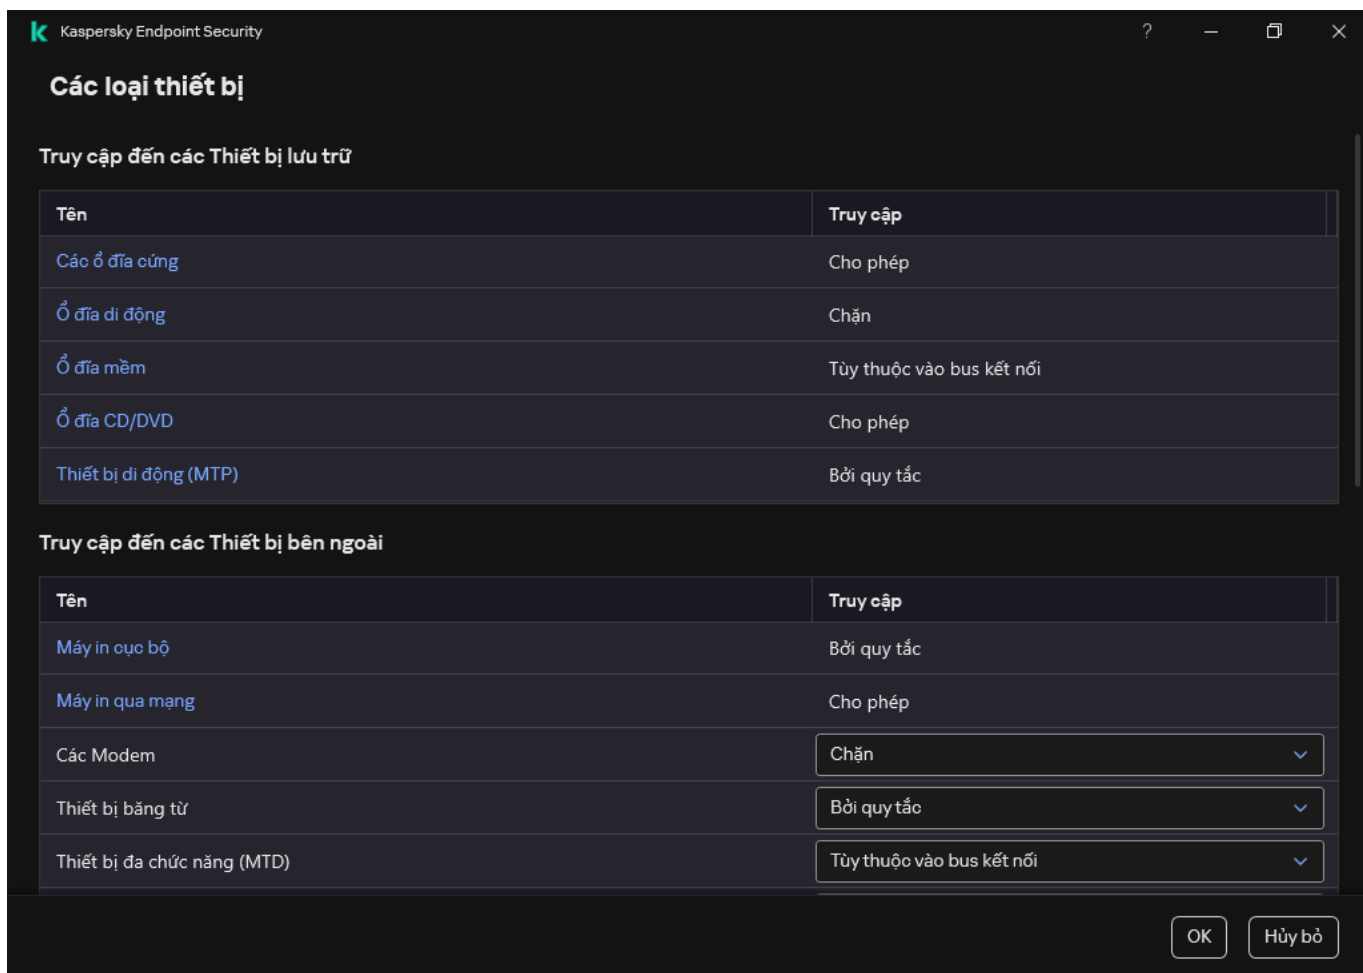 Kaspersky Endpoint Security
Các loại thiết bị
Truy cập đến các Thiết bị lưu trữ
Tên Truy cập
Các ổ đĩa cứng Cho phép
Ổ đĩa di động Chặn
Ổ đĩa mềm Tùy thuộc vào bus kết nối
Ổ đĩa CD/DVD Cho phép
Thiết bị di động (MTP) Bởi quy tắc
Truy cập đến các Thiết bị bên ngoài
Tên Truy cập
Máy in cục bộ Bởi quy tắc
Máy in qua mạng Cho phép
Các Modem Chặn
Thiết bị băng từ Bởi quy tắc
Thiết bị đa chức năng (MTD) Tùy thuộc vào bus kết nối
OK Hủy bỏ